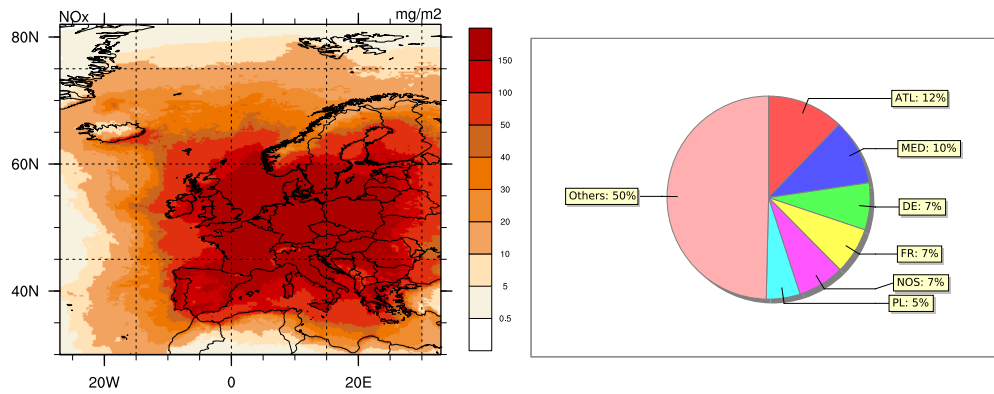 NOx mg/m2
80N
60N
40N
20W 0 20E
150
100
50
40
30
20
10
5
0.5
ATL: 12%
MED: 10%
DE: 7%
FR: 7%
NOS: 7%
PL: 5%
Others: 50%